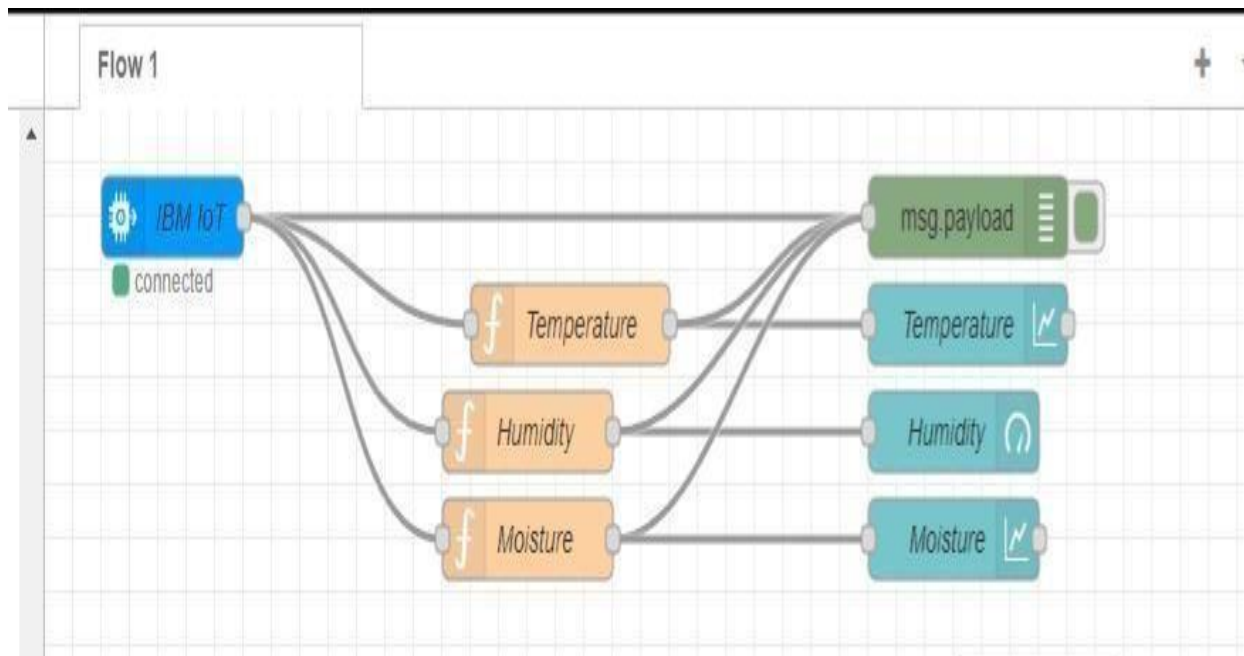 Flow 1
IBM IoT
connected
msg.payload
Temperature
Temperature
Humidity
Humidity
Moisture
Moisture